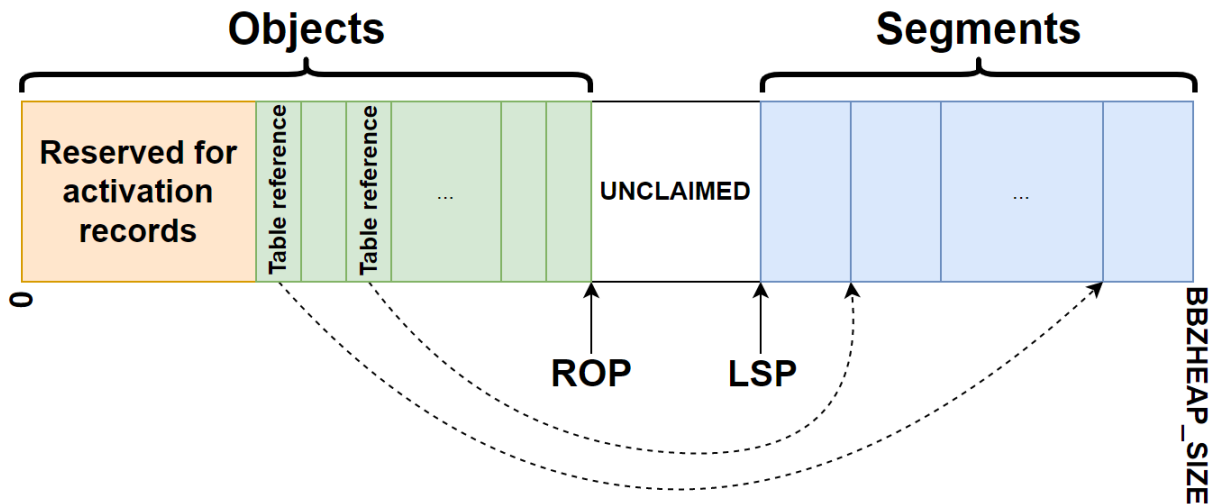 Objects
Segments
Reserved for
activation
records
Table reference
Table reference
...
UNCLAIMED
...
0
ROP
LSP
BBZHEAP_SIZE